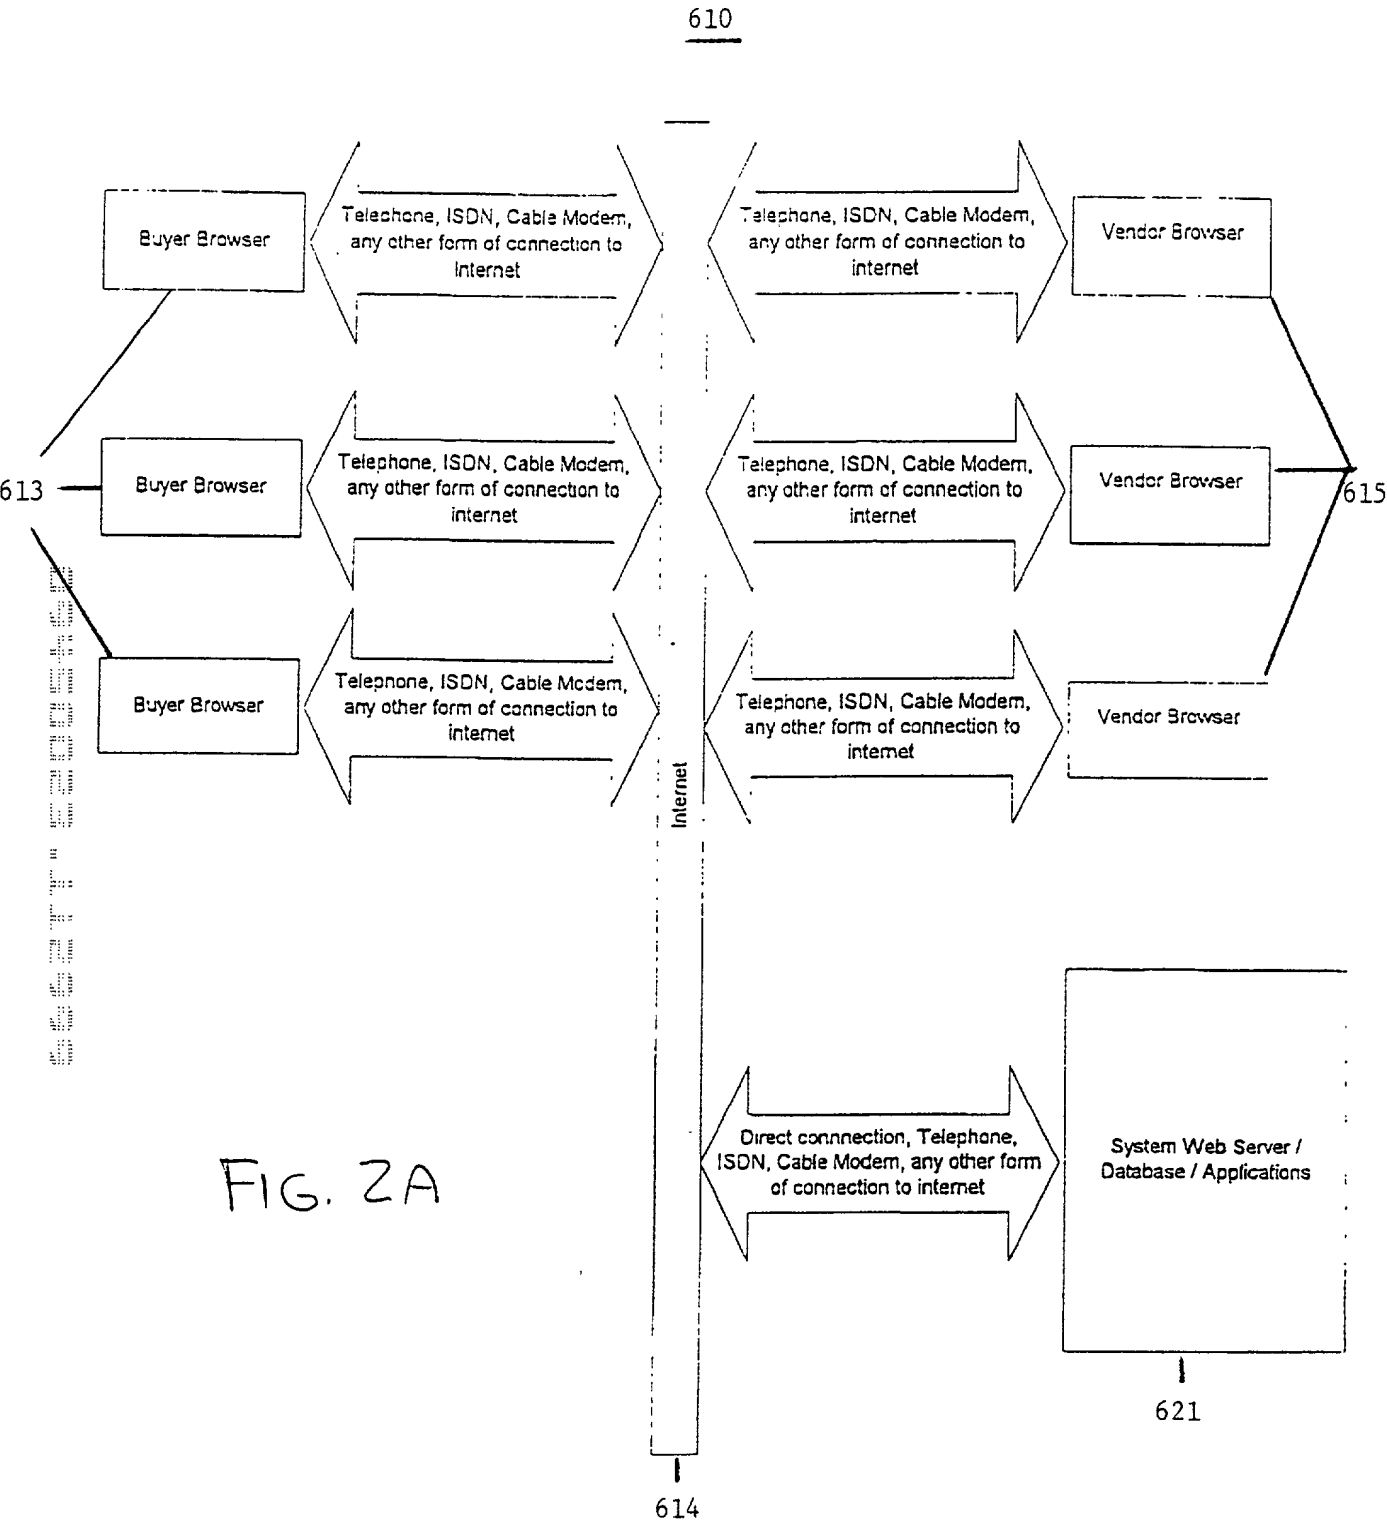 610
Buyer Browser
Telephone, ISDN, Cable Modem,
any other form of connection to
Internet
Telephone, ISDN, Cable Modem,
any other form of connection to
internet
Vendor Browser
613
Buyer Browser
Telephone, ISDN, Cable Modem,
any other form of connection to
internet
Telephone, ISDN, Cable Modem,
any other form of connection to
internet
Vendor Browser
615
Buyer Browser
Telephone, ISDN, Cable Modem,
any other form of connection to
internet
Telephone, ISDN, Cable Modem,
any other form of connection to
internet
Vendor Browser
Internet
Direct connnection, Telephone,
ISDN, Cable Modem, any other form
of connection to internet
System Web Server /
Database / Applications
FIG. 2A
621
614